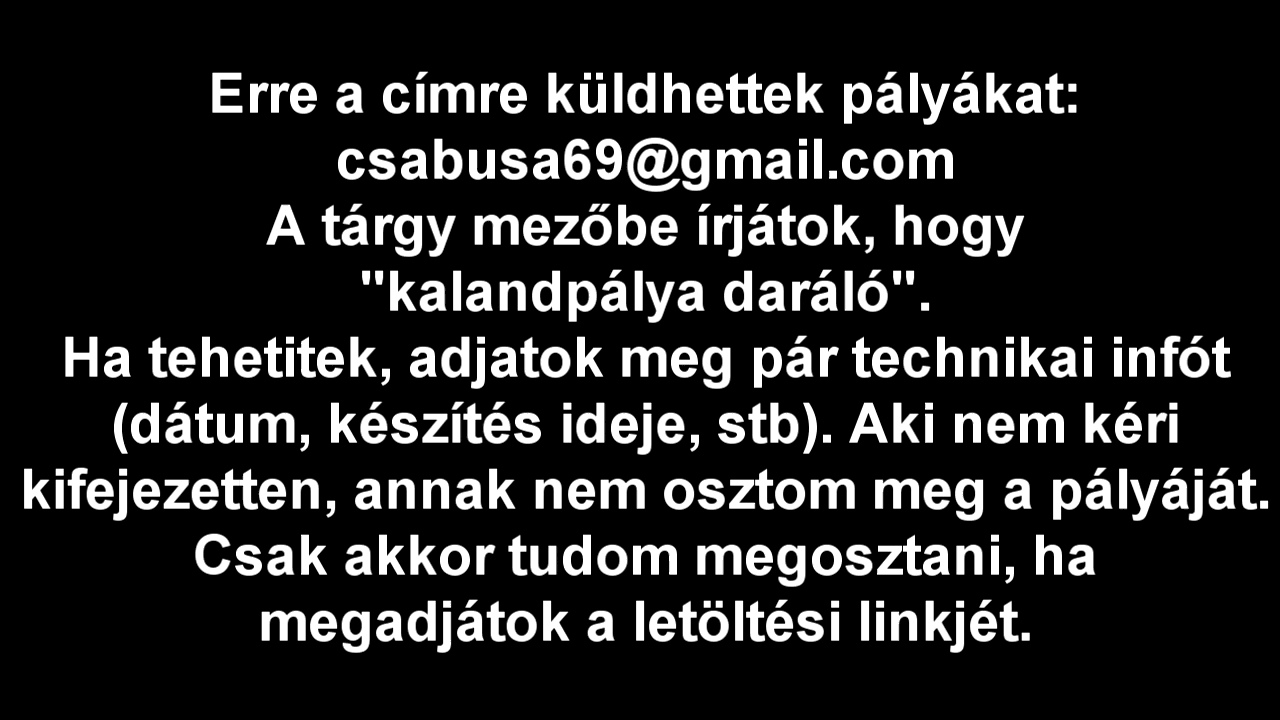 Erre a címre küldhettek pályákat:
csabusa69@gmail.com
A tárgy mezőbe írjátok, hogy
"kalandpálya daráló".
Ha tehetitek, adjatok meg pár technikai infót
(dátum, készítés ideje, stb). Aki nem kéri
kifejezetten, annak nem osztom meg a pályáját.
Csak akkor tudom megosztani, ha
megadjátok a letöltési linkjét.